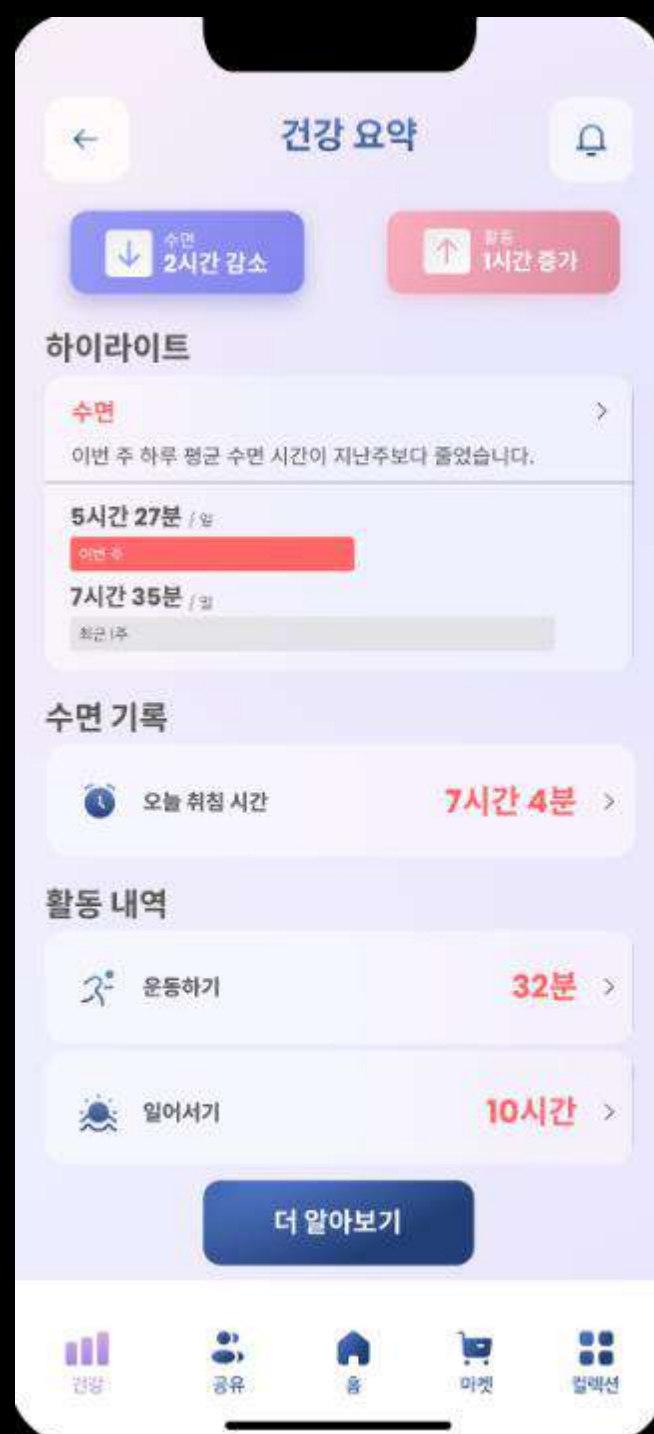 건강 요약
수면
2시간 감소
활동
1시간 증가
하이라이트
수면
이번 주 하루 평균 수면 시간이 지난주보다 줄었습니다.
5시간 27분 / 일
이번 주
7시간 35분 / 일
최근 1주
수면 기록
오늘 취침 시간
7시간 4분
활동 내역
운동하기
32분
일어서기
10시간
더 알아보기
건강
공유
홈
마켓
컬렉션